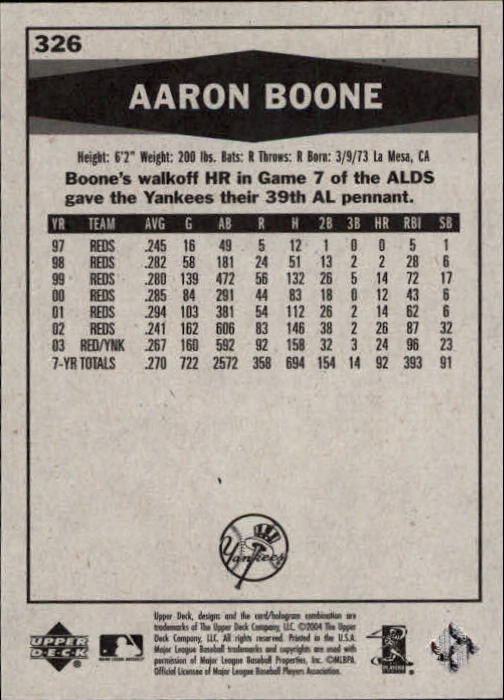 326
AARON BOONE
Height: 6'2" Weight: 200 lbs. Bats: R Throws: R Born: 3/9/73 La Mesa, CA
Boone's walkoff HR in Game 7 of the ALDS
gave the Yankees their 39th AL pennant.
YR TEAM AVG G AB R H 2B 3B HR RBI SB
97 REDS .245 16 49 5 12 1 0 0 5 1
98 REDS .282 58 181 24 51 13 2 2 28 6
99 REDS .280 139 472 56 132 26 5 14 72 17
00 REDS .285 84 291 44 83 18 0 12 43 6
01 REDS .294 103 381 54 112 26 2 14 62 6
02 REDS .241 162 606 83 146 38 2 26 87 32
03 RED/YNK .267 160 592 92 158 32 3 24 96 23
7-YR TOTALS .270 722 2572 358 694 154 14 92 393 91
Yankees
Upper Deck, designs and the card/hologram combination are
trademarks of The Upper Deck Company, LLC. ©2004 The Upper
Deck Company, LLC. All rights reserved. Printed in the U.S.A.
Major League Baseball trademarks and copyrights are used with
permission of Major League Baseball Properties, Inc. ©MLBPA
Official Licensee of Major League Baseball Players Association.
UPPER
DECK®
PLAYERS